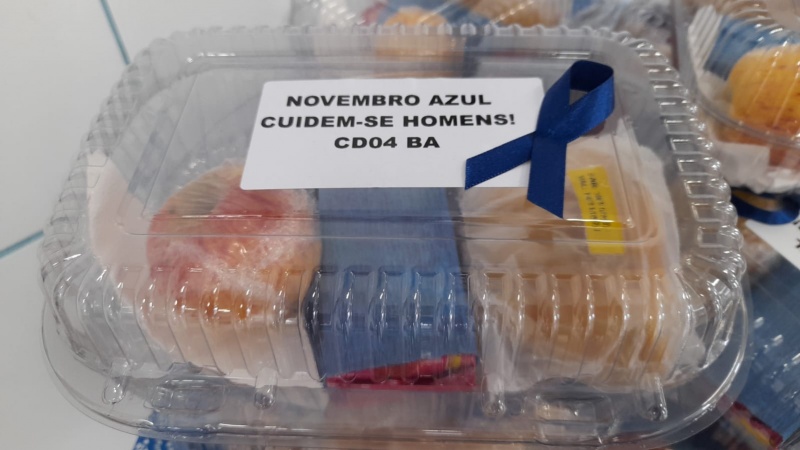 NOVEMBRO AZUL
CUIDEM-SE HOMENS!
CD04 BA